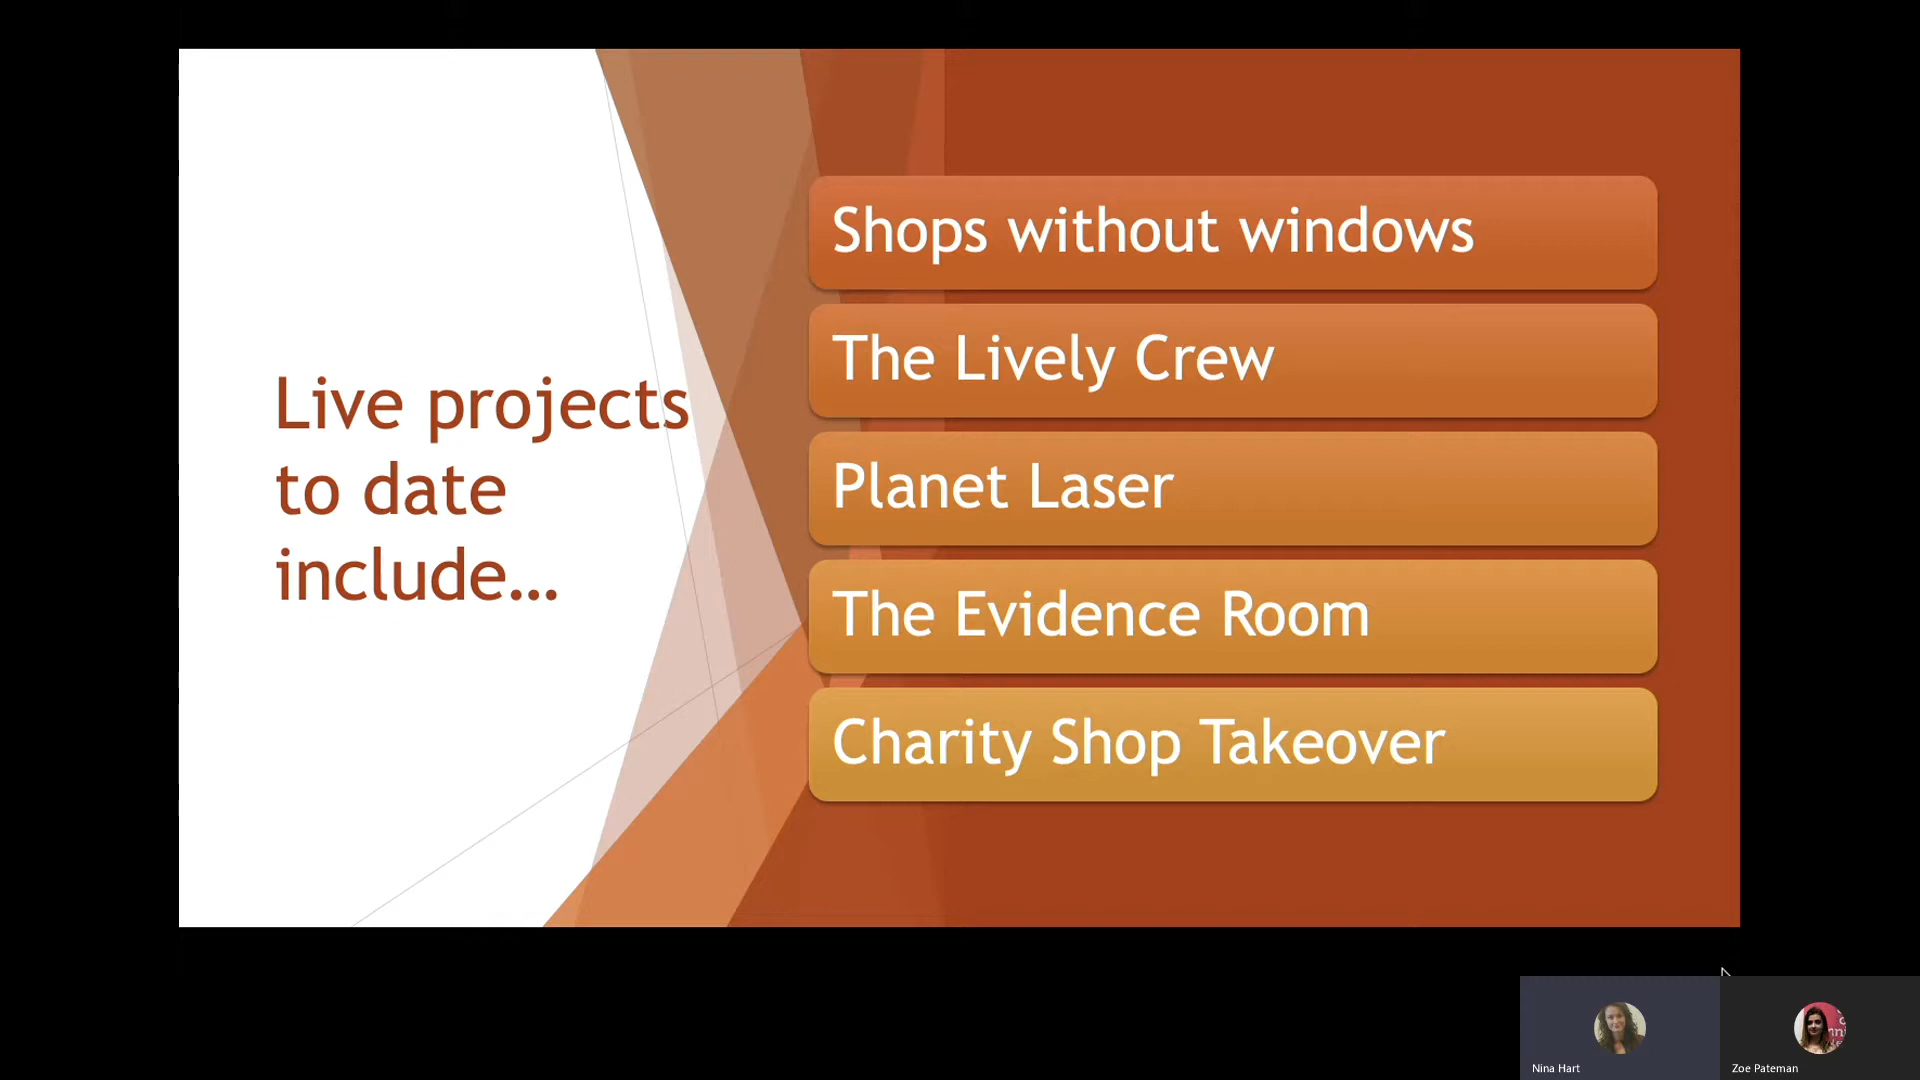 Live projects
to date
include...
Shops without windows
The Lively Crew
Planet Laser
The Evidence Room
Charity Shop Takeover
Nina Hart
Zoe Pateman